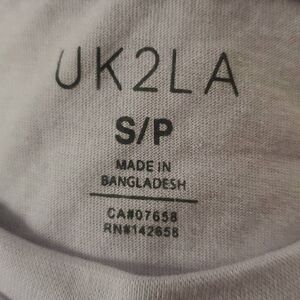 UK2LA
S/P
MADE IN
BANGLADESH
CA#07658
RN#142658